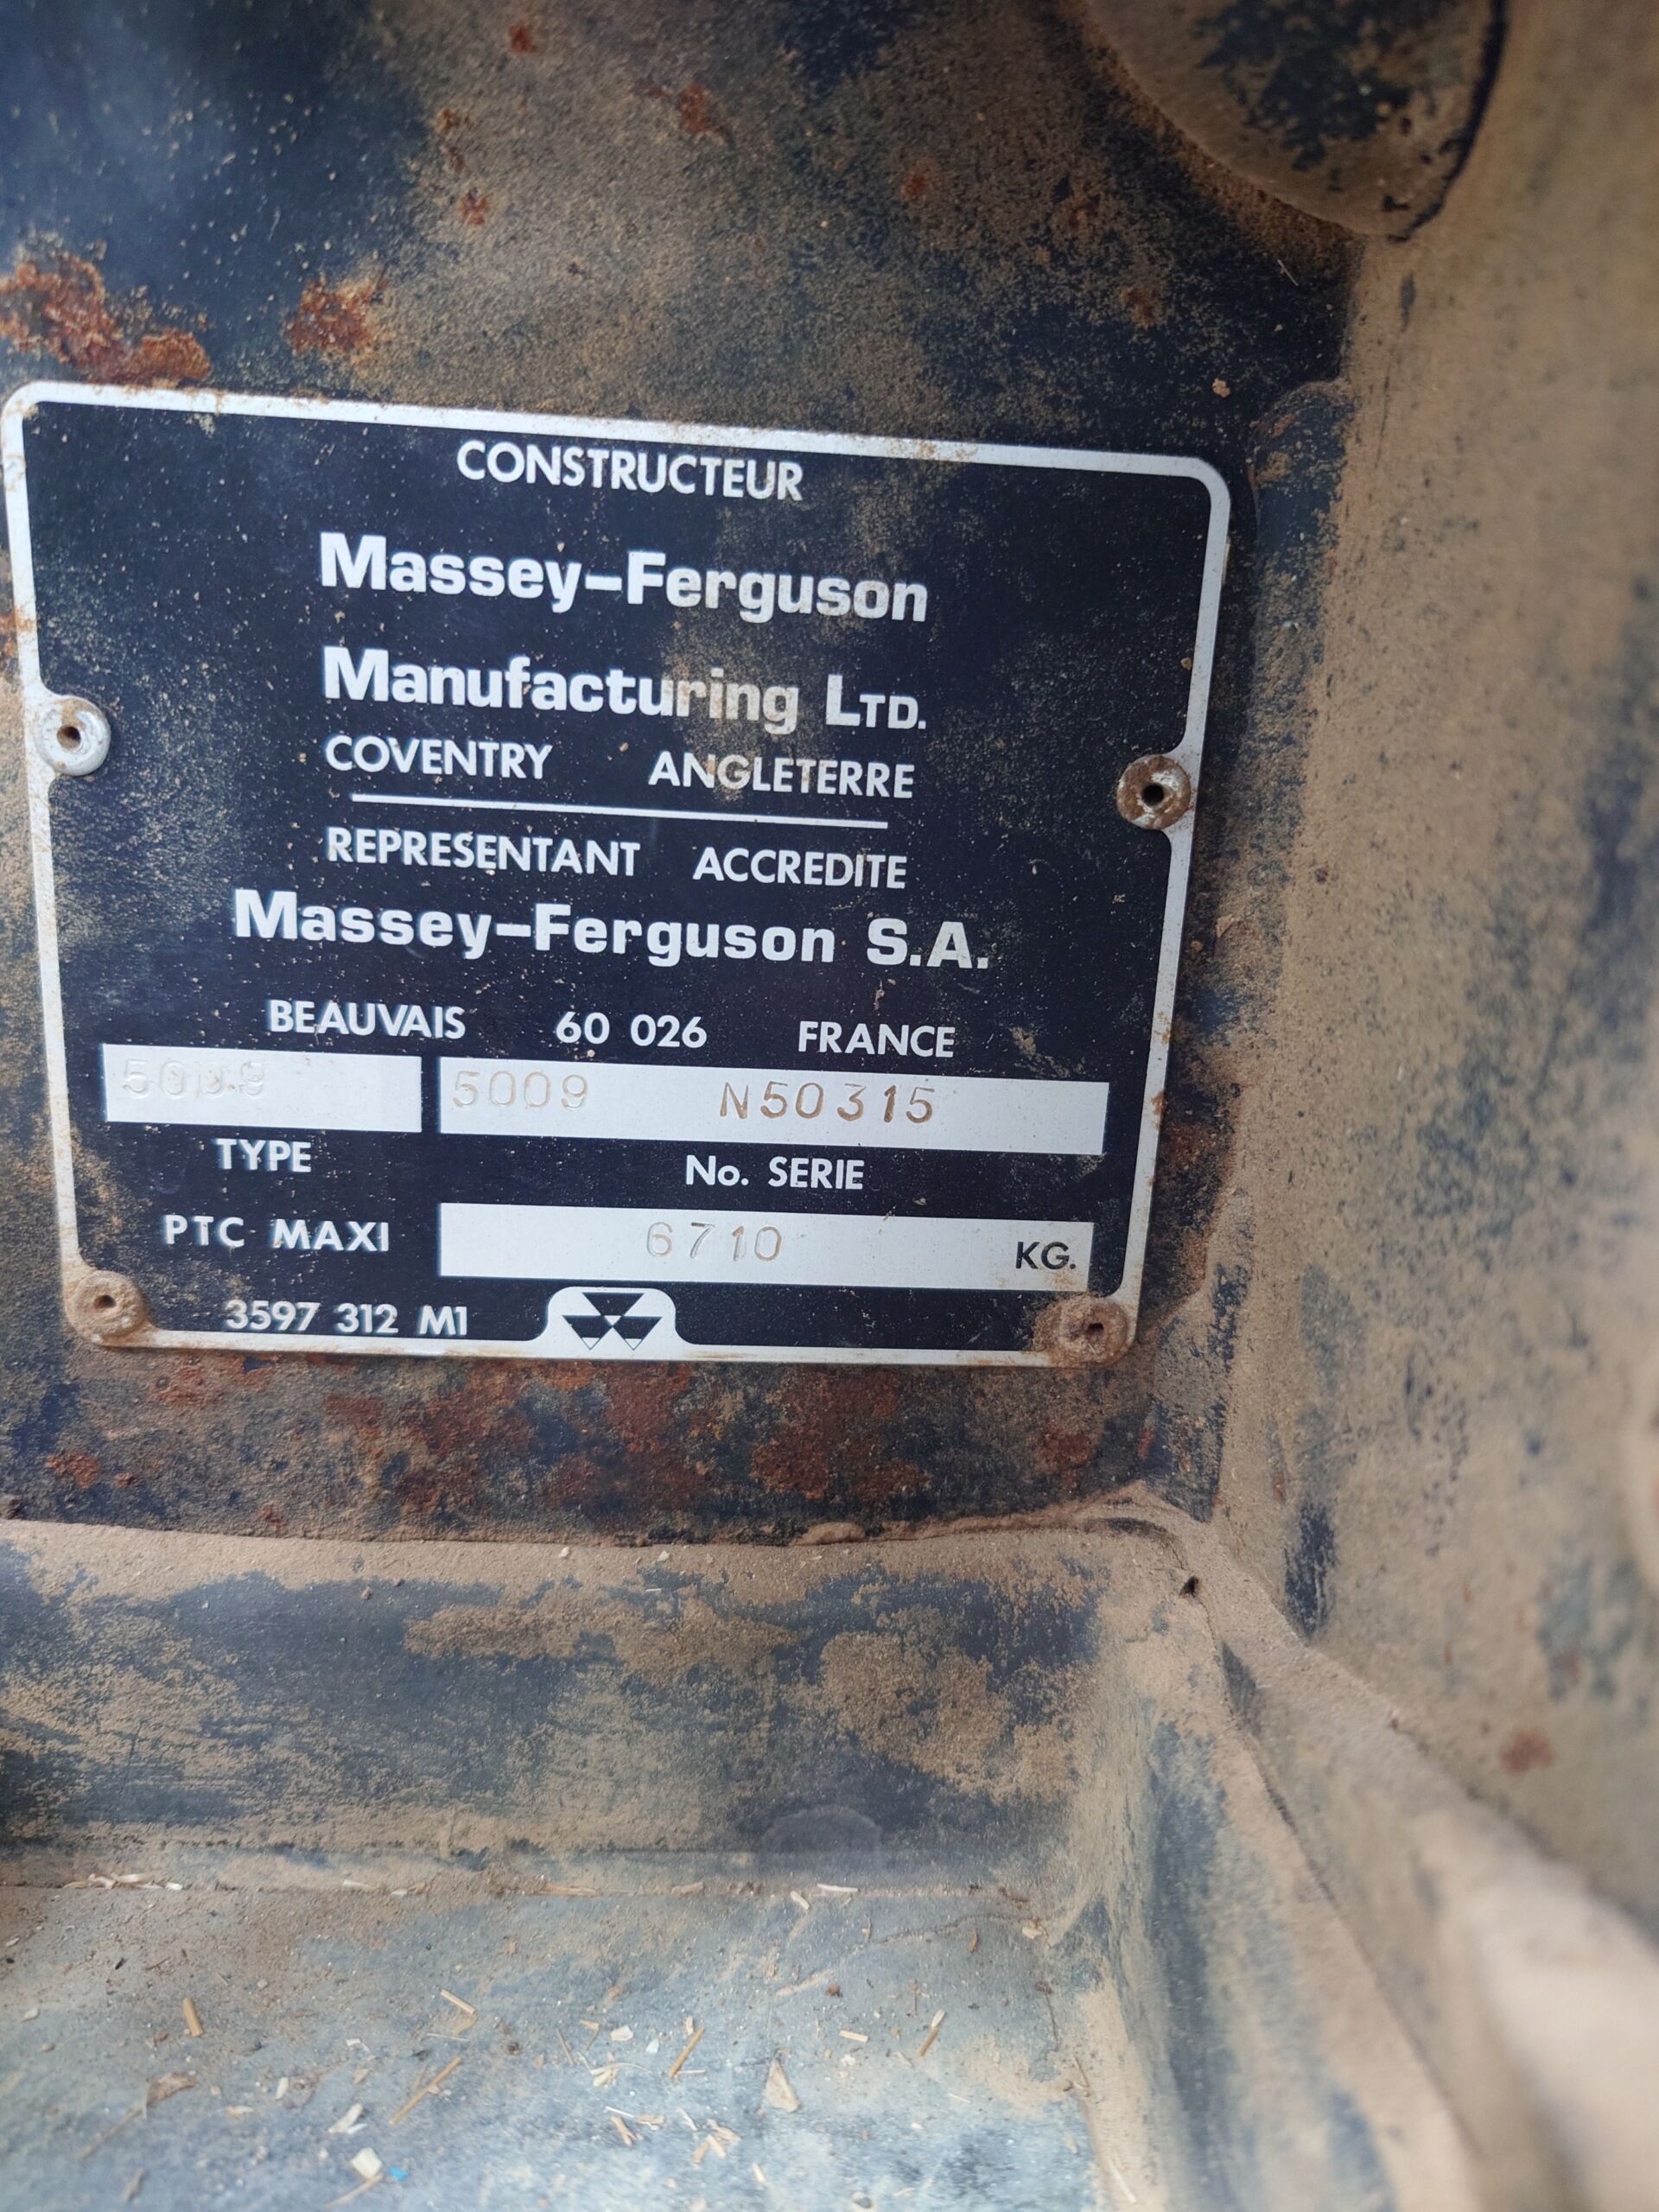 CONSTRUCTEUR
Massey-Ferguson
Manufacturing LTD.
COVENTRY ANGLETERRE
REPRESENTANT ACCREDITE
Massey-Ferguson S.A.
BEAUVAIS 60 026 FRANCE
5009 N50315
TYPE No. SERIE
PTC MAXI 6710 KG.
3597 312 M1